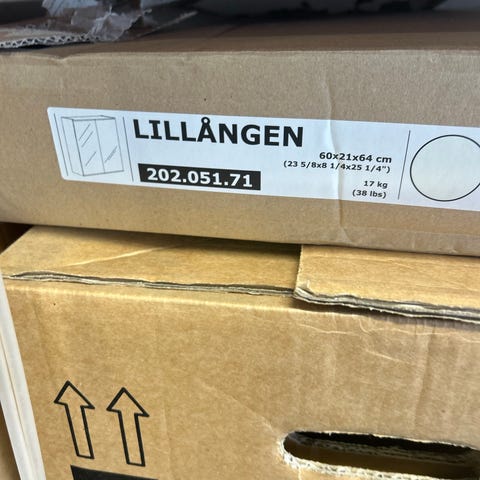 LILLÅNGEN
60x21x64 cm
(23 5/8x8 1/4x25 1/4")
202.051.71
17 kg
(38 lbs)